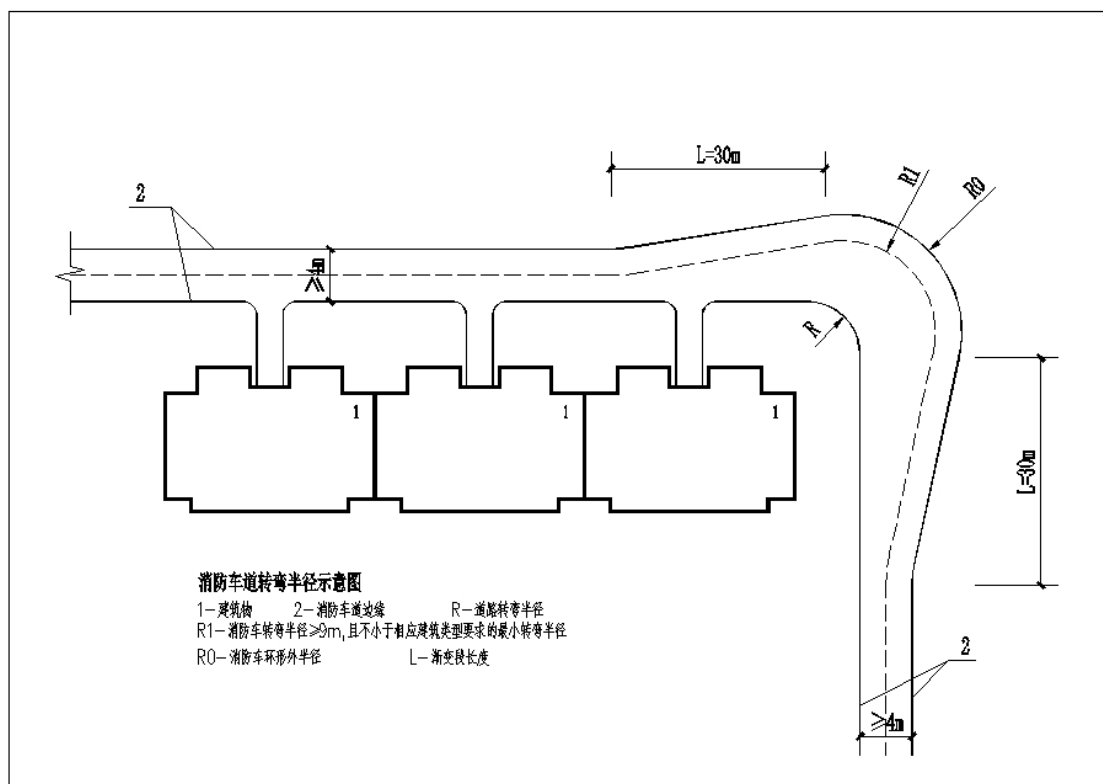 L=30m
R1
R0
2
≥4m
R
1
1
1
L=30m
消防车道转弯半径示意图
1—建筑物 2—消防车道边缘 R—道路转弯半径
R1—消防车转弯半径≥9m,且不小于相应建筑类型要求的最小转弯半径
R0—消防车环形外半径 L—渐变段长度
2
≥4m